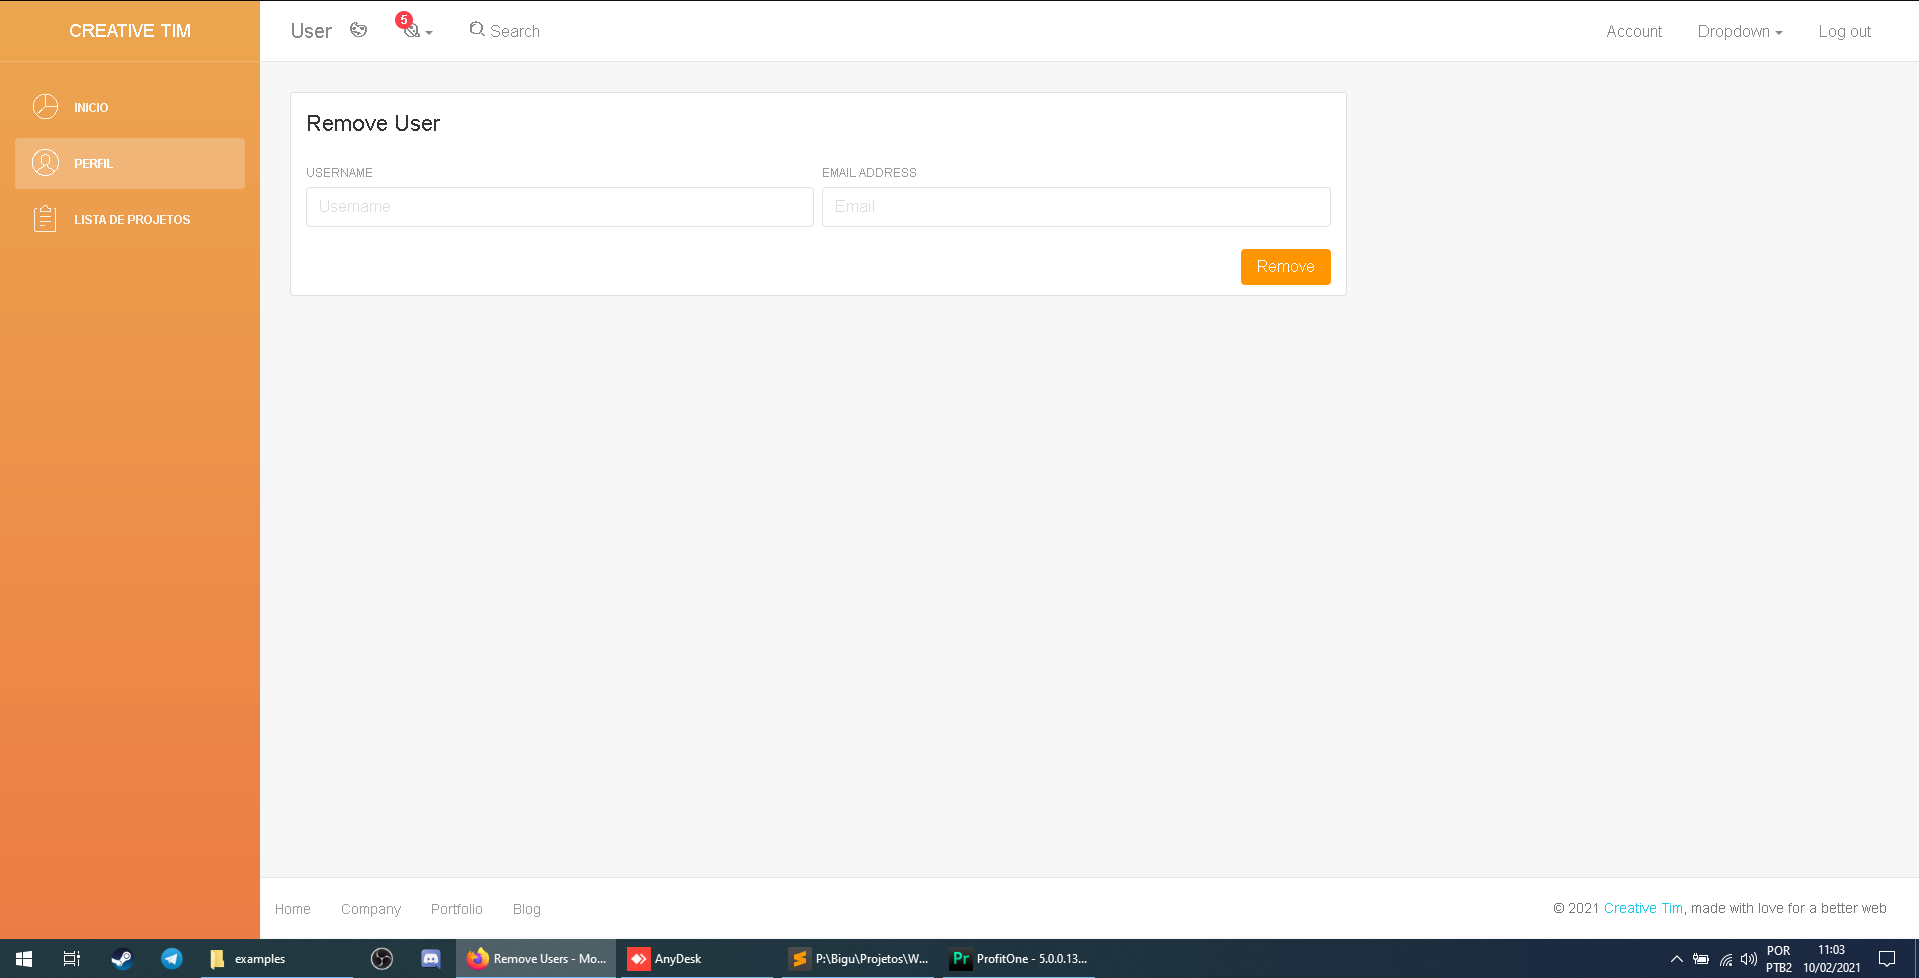 CREATIVE TIM
INICIO
PERFIL
LISTA DE PROJETOS
User
5
Search
Account
Dropdown
Log out
Remove User
USERNAME
EMAIL ADDRESS
Username
Email
Remove
Home
Company
Portfolio
Blog
© 2021 Creative Tim, made with love for a better web
examples
Remove Users - Mo...
AnyDesk
P:\Bigu\Projetos\W...
Pr
ProfitOne - 5.0.0.13...
POR
PTB2
11:03
10/02/2021